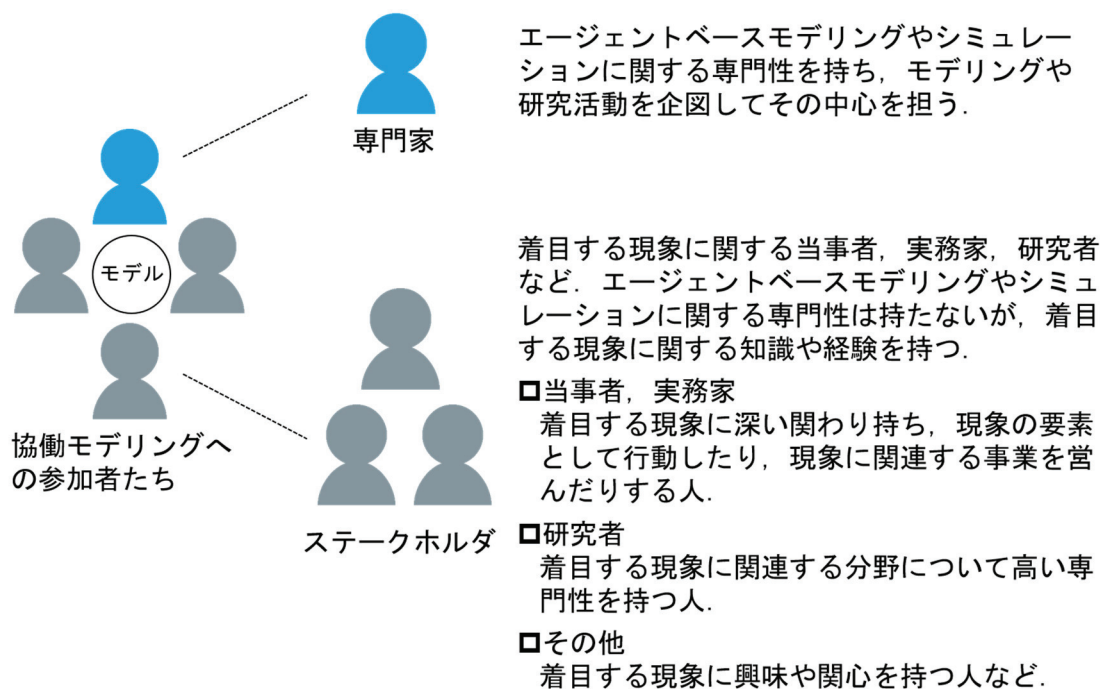 エージェントベースモデリングやシミュレー
ションに関する専門性を持ち，モデリングや
研究活動を企図してその中心を担う．
専門家
モデル
協働モデリングへ
の参加者たち
着目する現象に関する当事者，実務家，研究者
など．エージェントベースモデリングやシミュ
レーションに関する専門性は持たないが，着目
する現象に関する知識や経験を持つ．
□当事者，実務家
着目する現象に深い関わり持ち，現象の要素
として行動したり，現象に関連する事業を営
んだりする人．
ステークホルダ
□研究者
着目する現象に関連する分野について高い専
門性を持つ人．
□その他
着目する現象に興味や関心を持つ人など．